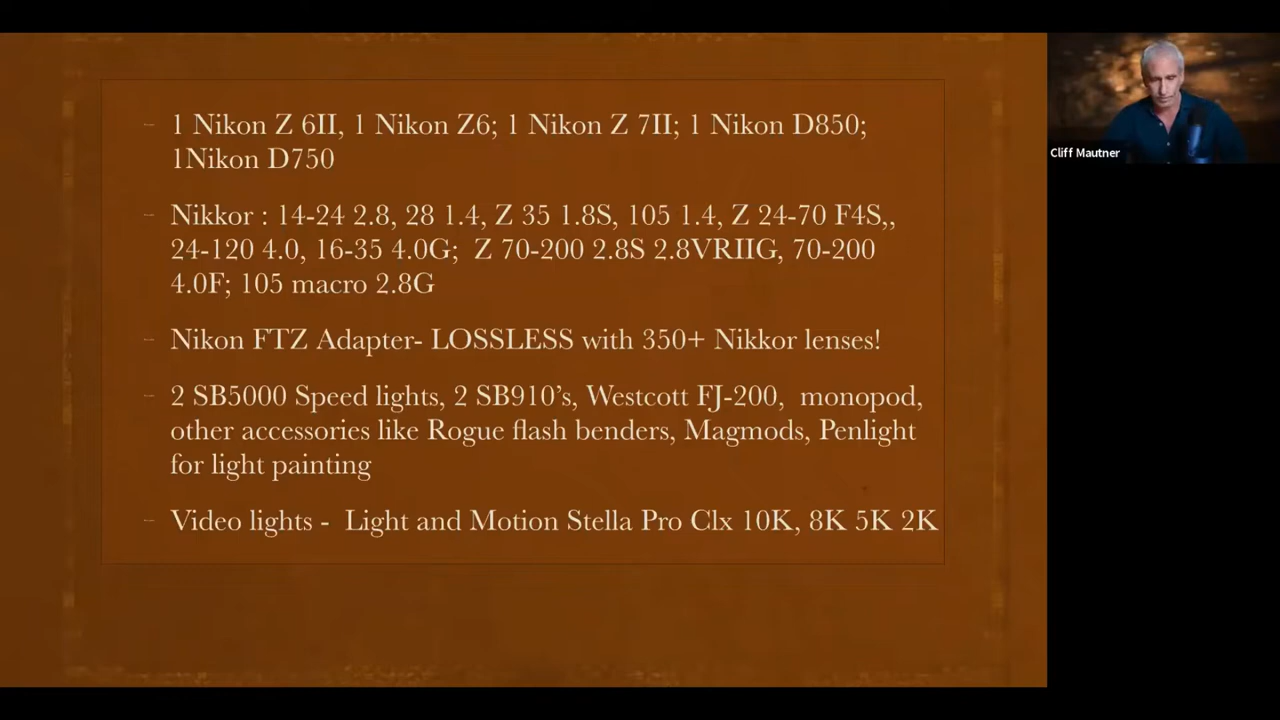 - 1 Nikon Z 6II, 1 Nikon Z6; 1 Nikon Z 7II; 1 Nikon D850;
1Nikon D750
- Nikkor : 14-24 2.8, 28 1.4, Z 35 1.8S, 105 1.4, Z 24-70 F4S,,
24-120 4.0, 16-35 4.0G; Z 70-200 2.8S 2.8VRIIG, 70-200
4.0F; 105 macro 2.8G
- Nikon FTZ Adapter- LOSSLESS with 350+ Nikkor lenses!
- 2 SB5000 Speed lights, 2 SB910's, Westcott FJ-200, monopod,
other accessories like Rogue flash benders, Magmods, Penlight
for light painting
- Video lights - Light and Motion Stella Pro Clx 10K, 8K 5K 2K
Cliff Mautner